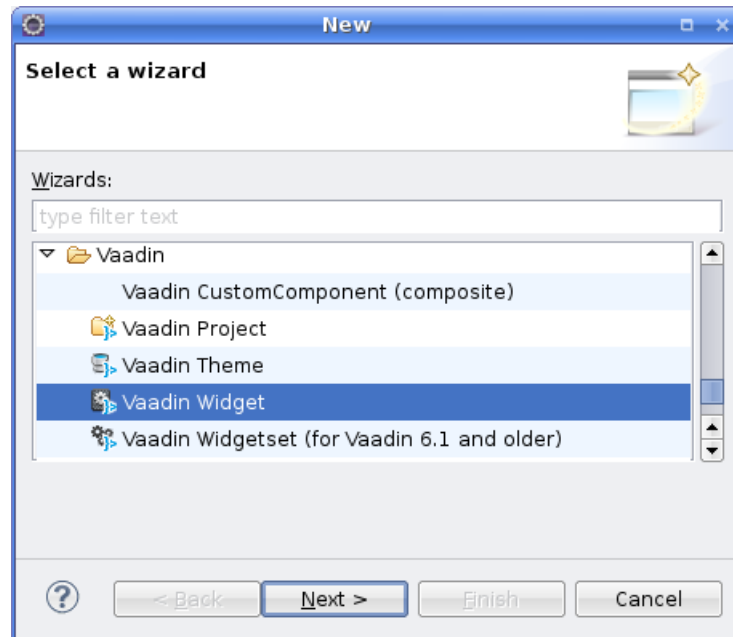 New
Select a wizard
Wizards:
type filter text
Vaadin
Vaadin CustomComponent (composite)
Vaadin Project
Vaadin Theme
Vaadin Widget
Vaadin Widgetset (for Vaadin 6.1 and older)
? < Back Next > Finish Cancel